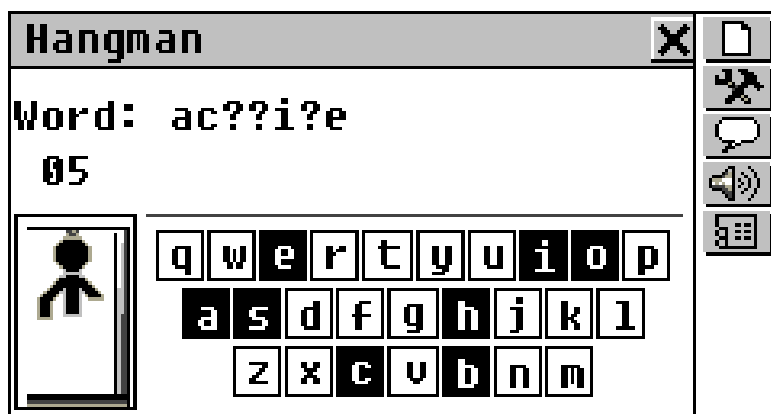 Hangman
Word: ac??i?e
05
q w e r t y u i o p
a s d f g h j k l
z x c v b n m